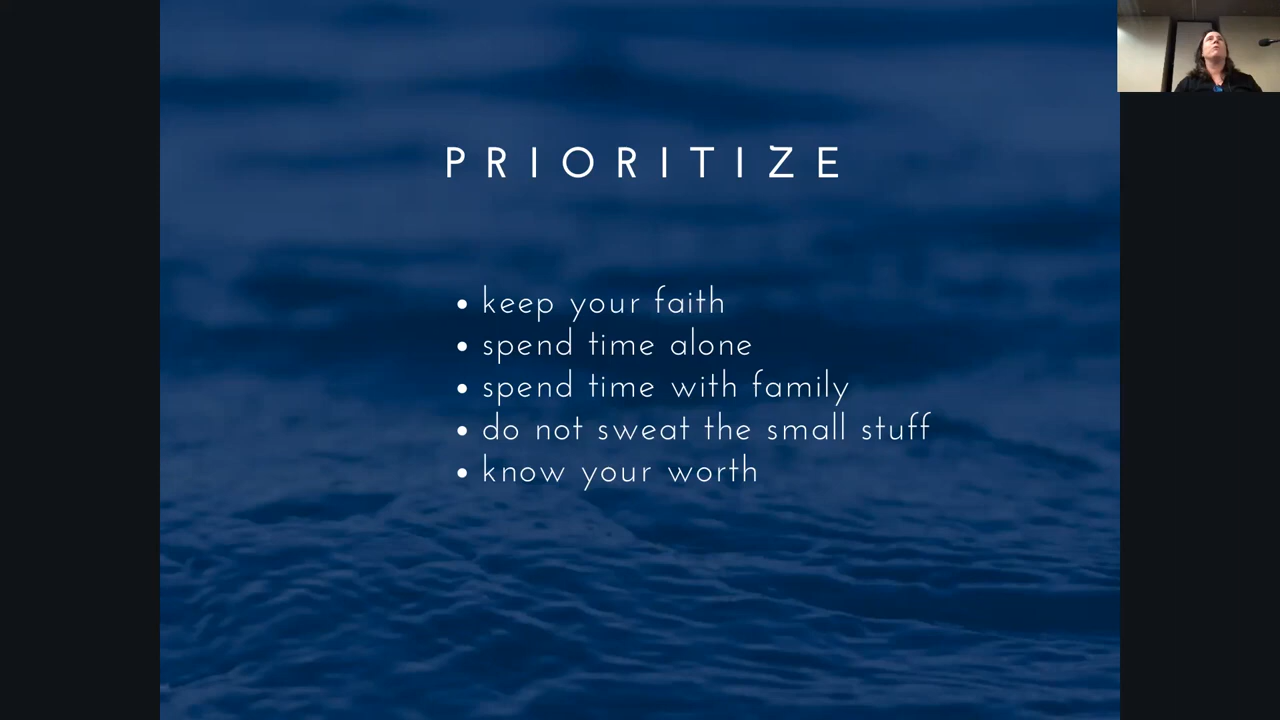 PRIORITIZE
• keep your faith
• spend time alone
• spend time with family
• do not sweat the small stuff
• know your worth